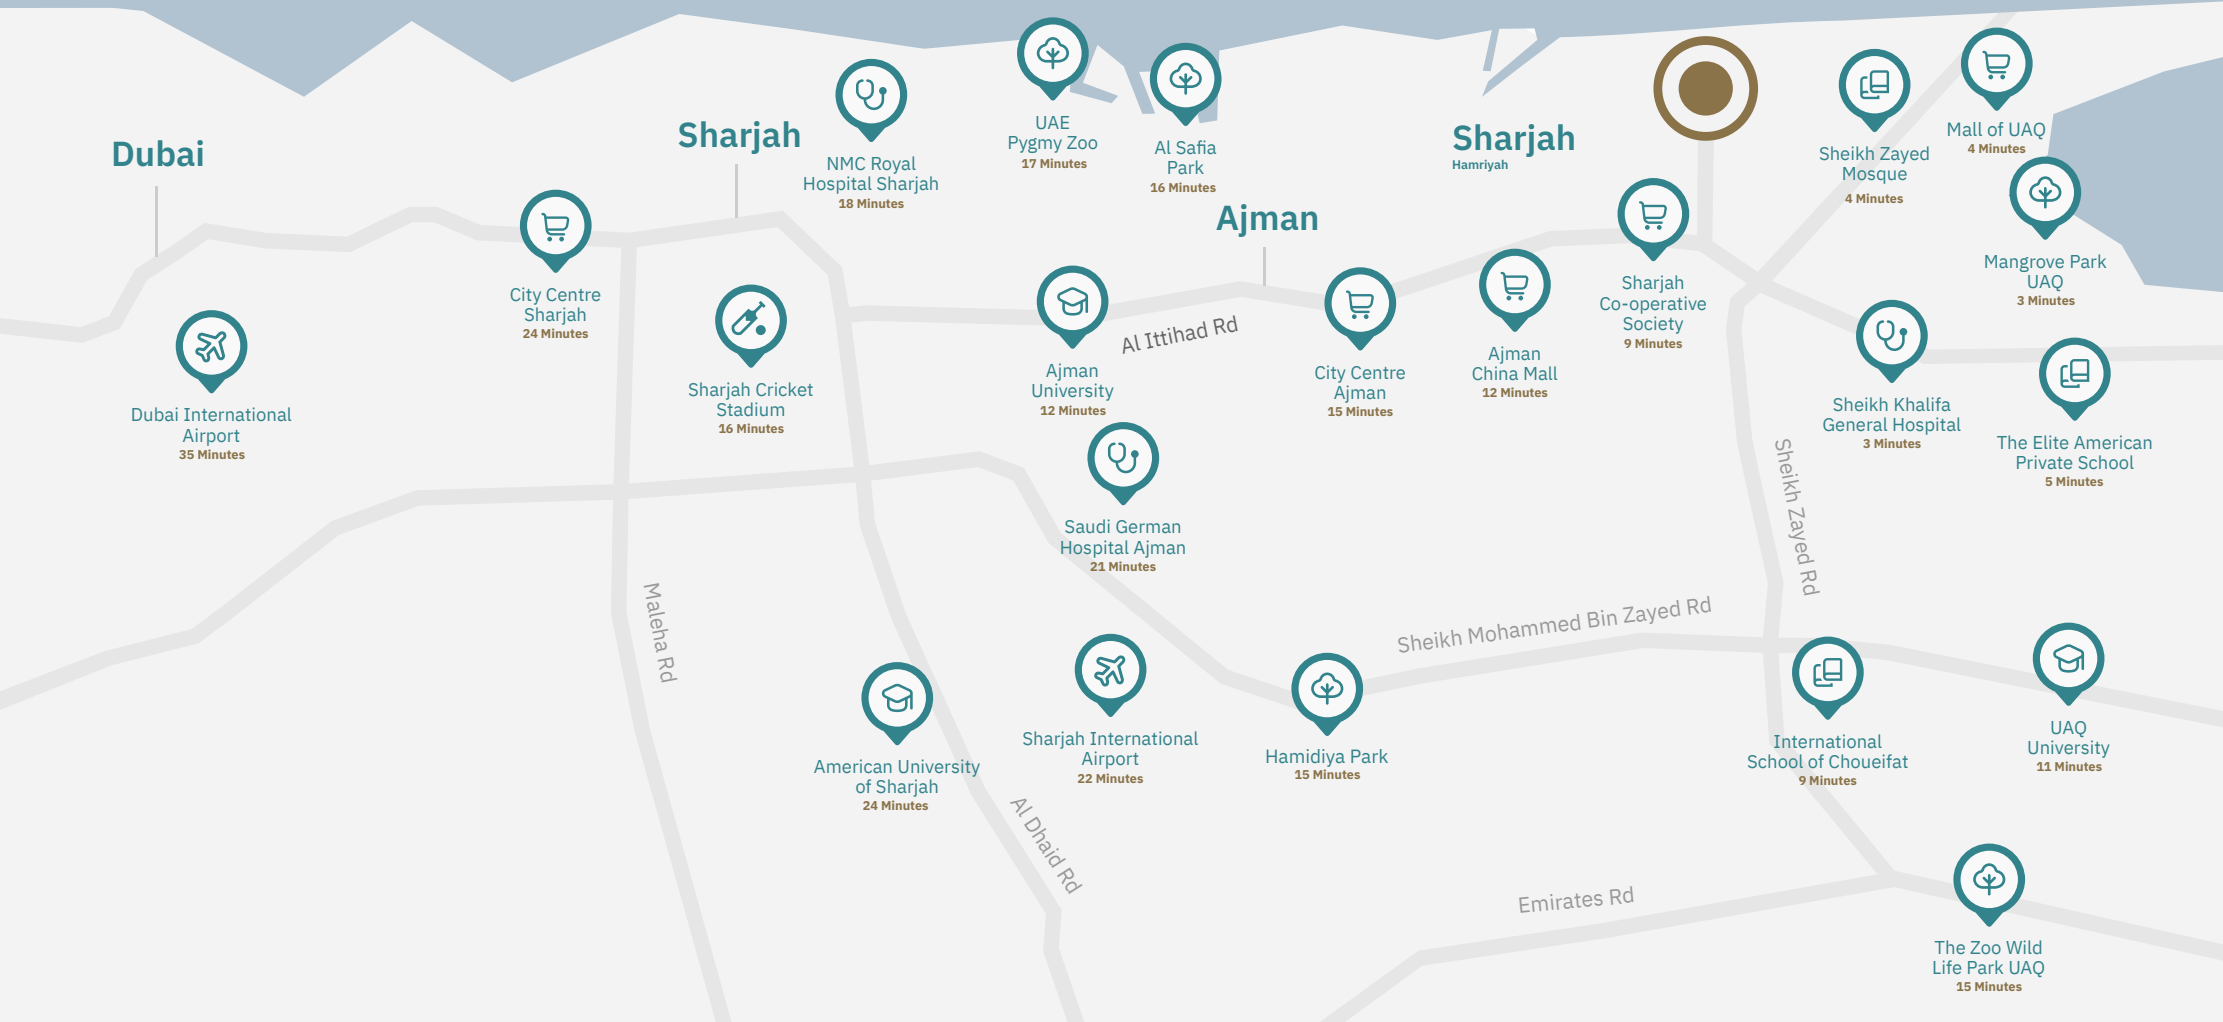 Dubai
Sharjah
NMC Royal
Hospital Sharjah
18 Minutes
UAE
Pygmy Zoo
17 Minutes
Al Safia
Park
16 Minutes
Sharjah
Hamriyah
Sheikh Zayed
Mosque
4 Minutes
Mall of UAQ
4 Minutes
Ajman
Mangrove Park
UAQ
3 Minutes
City Centre
Sharjah
24 Minutes
Sharjah
Co-operative
Society
9 Minutes
Dubai International
Airport
35 Minutes
Sharjah Cricket
Stadium
16 Minutes
Ajman
University
12 Minutes
Al Ittihad Rd
City Centre
Ajman
15 Minutes
Ajman
China Mall
12 Minutes
Sheikh Khalifa
General Hospital
3 Minutes
The Elite American
Private School
5 Minutes
Saudi German
Hospital Ajman
21 Minutes
Sheikh Zayed Rd
Maleha Rd
Sheikh Mohammed Bin Zayed Rd
American University
of Sharjah
24 Minutes
Sharjah International
Airport
22 Minutes
Hamidiya Park
15 Minutes
International
School of Choueifat
9 Minutes
UAQ
University
11 Minutes
Al Dhaid Rd
Emirates Rd
The Zoo Wild
Life Park UAQ
15 Minutes